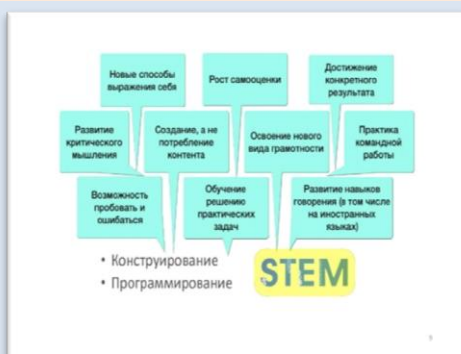 Новые способы
выражения себя
Рост самооценки
Достижение
конкретного
результата
Развитие
критического
мышления
Создание, а не
потребление
контента
Освоение нового
вида грамотности
Практика
командной
работы
Возможность
пробовать и
ошибаться
Обучение
решению
практических
задач
Развитие навыков
говорения (в том числе
на иностранных
языках)
• Конструирование
• Программирование
STEM